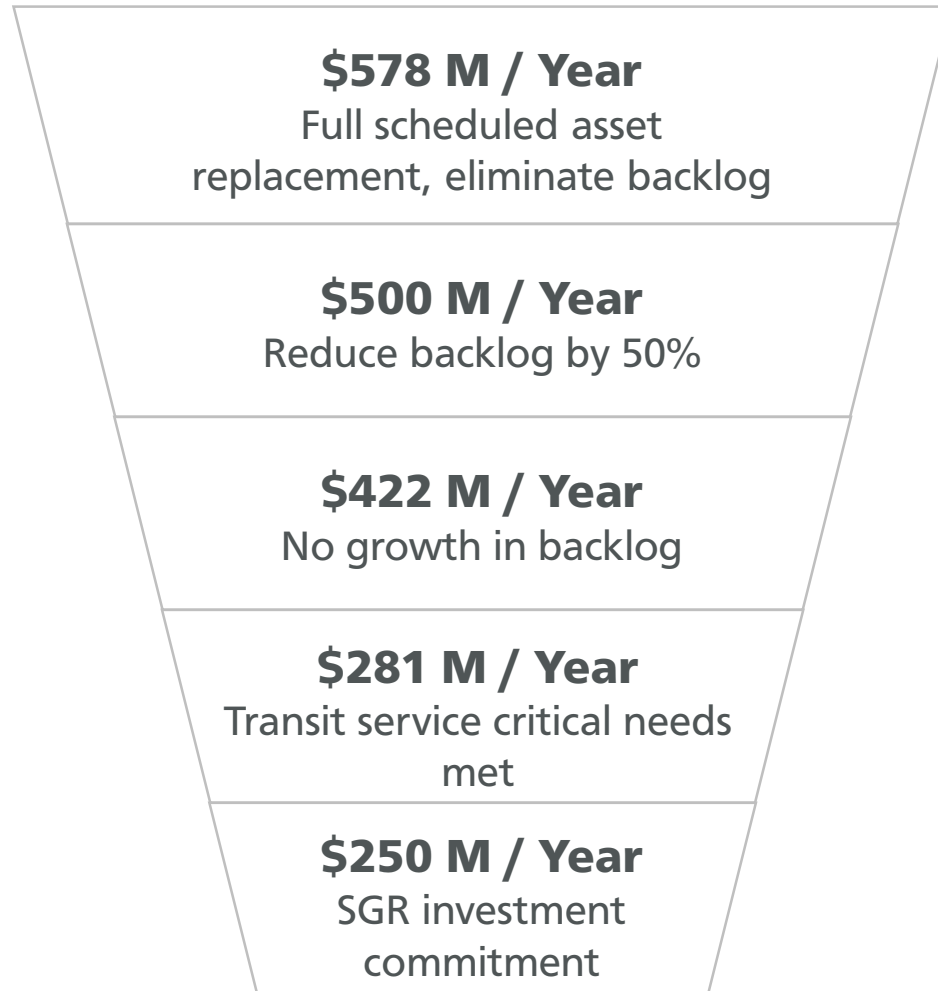 $578 M / Year
Full scheduled asset
replacement, eliminate backlog
$500 M / Year
Reduce backlog by 50%
$422 M / Year
No growth in backlog
$281 M / Year
Transit service critical needs
met
$250 M / Year
SGR investment
commitment